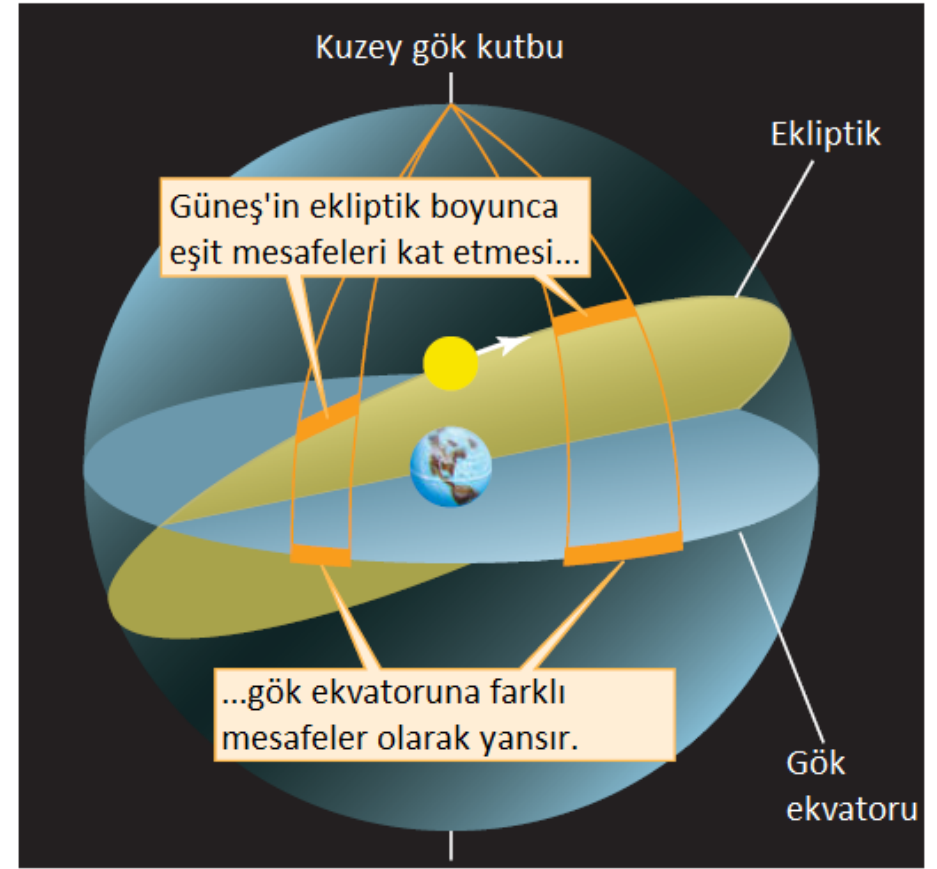 Kuzey gök kutbu
Ekliptik
Güneş'in ekliptik boyunca
eşit mesafeleri kat etmesi...
...gök ekvatoruna farklı
mesafeler olarak yansır.
Gök
ekvatoru